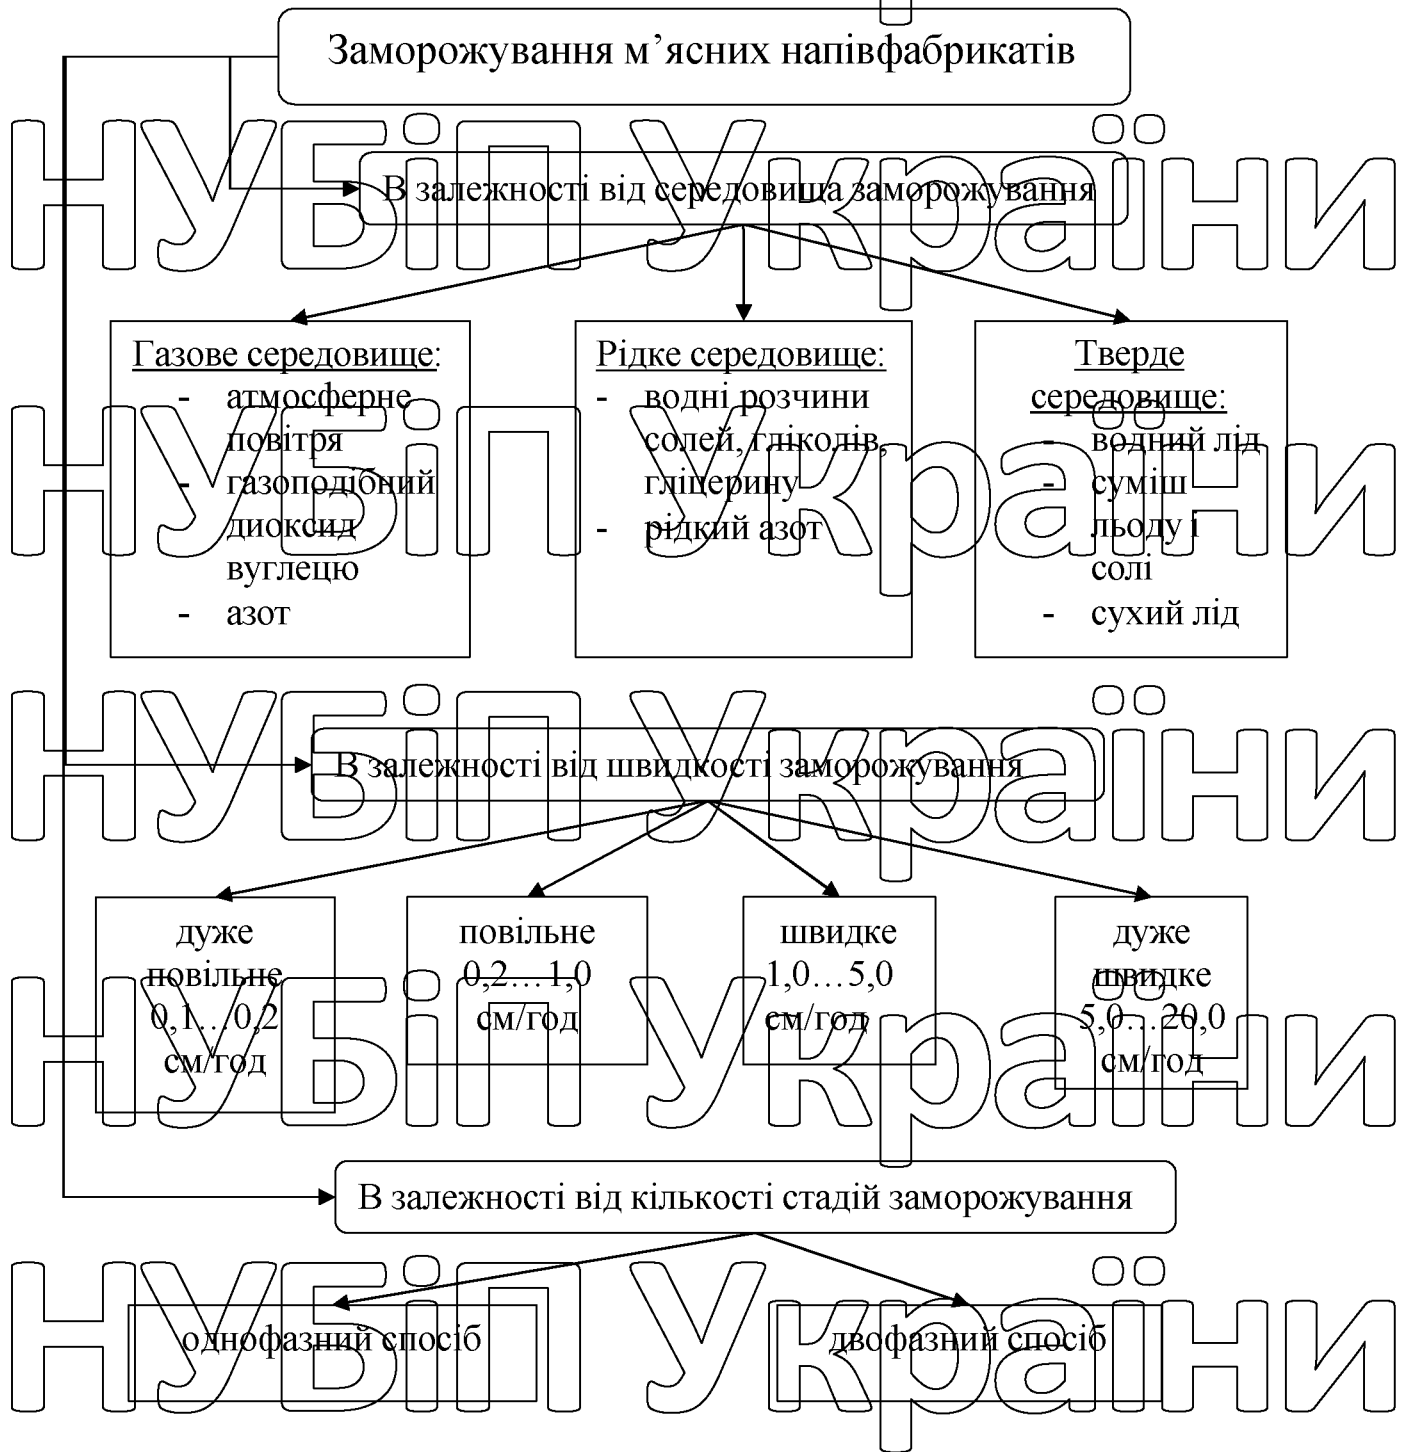 Заморожування м’ясних напівфабрикатів
НУБіП України
В залежності від середовища заморожування
Газове середовище:
- атмосферне
повітря
- газоподібний
диоксид
вуглецю
- азот
Рідке середовище:
- водні розчини
солей, гліколів,
гліцерину
- рідкий азот
Тверде
середовище:
- водний лід
- суміш
льоду і
солі
- сухий лід
НУБіП України
НУБіП України
В залежності від швидкості заморожування
дуже
повільне
0,1…0,2
см/год
повільне
0,2…1,0
см/год
швидке
1,0…5,0
см/год
дуже
швидке
5,0…20,0
см/год
НУБіП України
В залежності від кількості стадій заморожування
НУБіП України
однофазний спосіб
двофазний спосіб